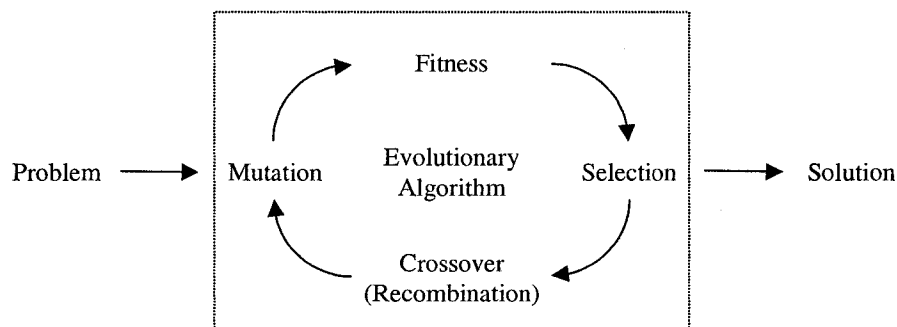 Fitness
Problem
Mutation
Evolutionary
Algorithm
Selection
Solution
Crossover
(Recombination)